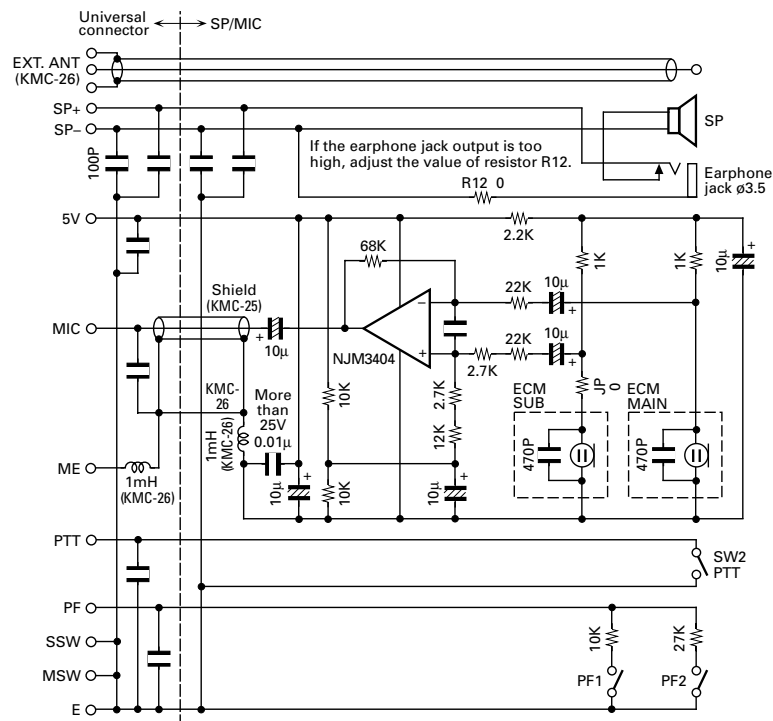 Universal
connector
SP/MIC
EXT. ANT
(KMC-26)
SP+
SP–
100P
SP
If the earphone jack output is too
high, adjust the value of resistor R12.
R12 0
Earphone
jack ø3.5
5V
2.2K
68K
1K
1K
10µ
+
Shield
(KMC-25)
22K
10µ
+
–
MIC
+
10µ
NJM3404
+
2.7K
22K
10µ
+
KMC-
26
More
than
25V
0.01µ
1mH
(KMC-26)
10K
2.7K
12K
JP
0
ECM
SUB
470P
ECM
MAIN
470P
ME
1mH
(KMC-26)
10µ
+
10K
10µ
+
PTT
SW2
PTT
PF
SSW
10K
27K
MSW
PF1
PF2
E